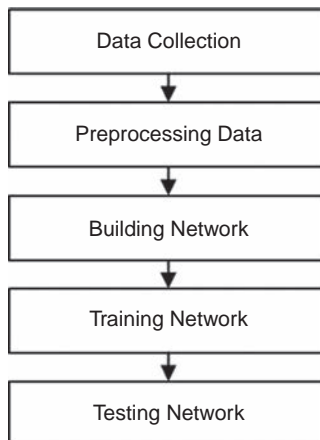 Data Collection
Preprocessing Data
Building Network
Training Network
Testing Network